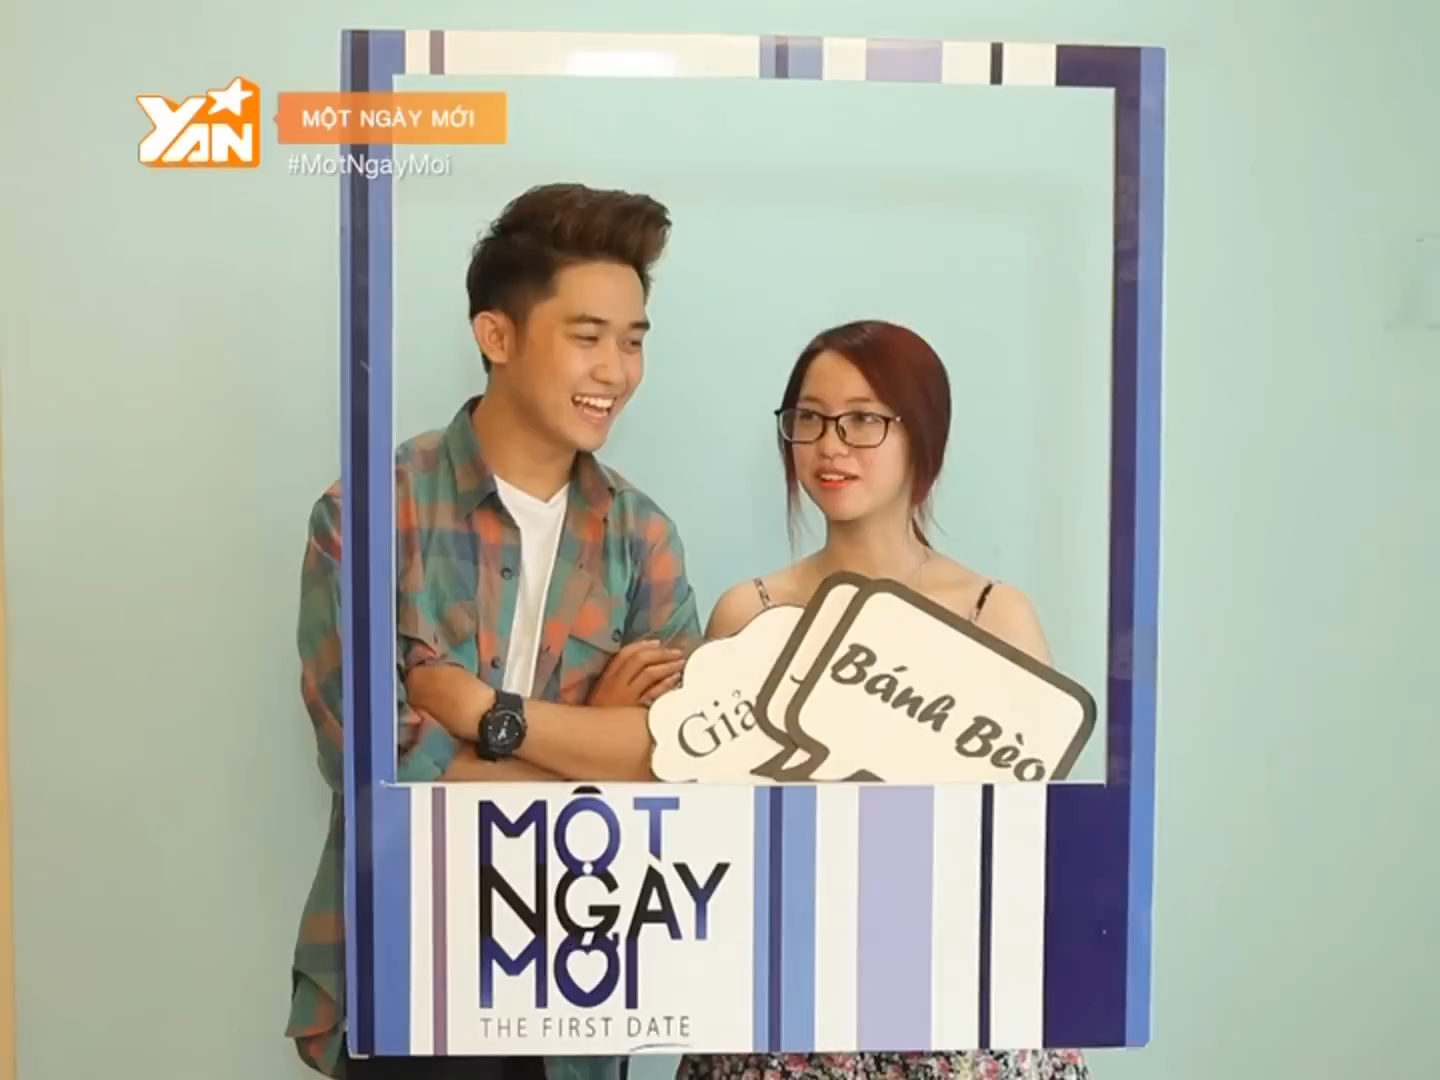 YAN
MỘT NGÀY MỚI
#MotNgayMoi
Bánh Bèo
MỘT
NGÀY
MỚI
THE FIRST DATE